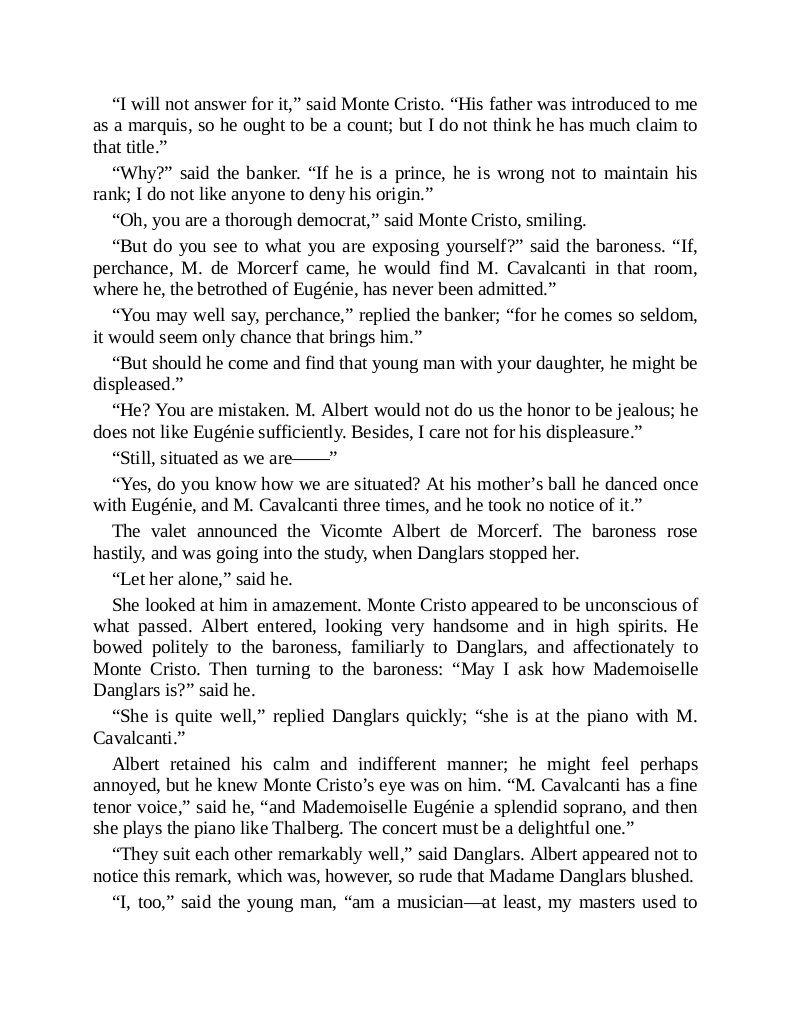 “I will not answer for it,” said Monte Cristo. “His father was introduced to me
as a marquis, so he ought to be a count; but I do not think he has much claim to
that title.”
“Why?” said the banker. “If he is a prince, he is wrong not to maintain his
rank; I do not like anyone to deny his origin.”
“Oh, you are a thorough democrat,” said Monte Cristo, smiling.
“But do you see to what you are exposing yourself?” said the baroness. “If,
perchance, M. de Morcerf came, he would find M. Cavalcanti in that room,
where he, the betrothed of Eugénie, has never been admitted.”
“You may well say, perchance,” replied the banker; “for he comes so seldom,
it would seem only chance that brings him.”
“But should he come and find that young man with your daughter, he might be
displeased.”
“He? You are mistaken. M. Albert would not do us the honor to be jealous; he
does not like Eugénie sufficiently. Besides, I care not for his displeasure.”
“Still, situated as we are——”
“Yes, do you know how we are situated? At his mother’s ball he danced once
with Eugénie, and M. Cavalcanti three times, and he took no notice of it.”
The valet announced the Vicomte Albert de Morcerf. The baroness rose
hastily, and was going into the study, when Danglars stopped her.
“Let her alone,” said he.
She looked at him in amazement. Monte Cristo appeared to be unconscious of
what passed. Albert entered, looking very handsome and in high spirits. He
bowed politely to the baroness, familiarly to Danglars, and affectionately to
Monte Cristo. Then turning to the baroness: “May I ask how Mademoiselle
Danglars is?” said he.
“She is quite well,” replied Danglars quickly; “she is at the piano with M.
Cavalcanti.”
Albert retained his calm and indifferent manner; he might feel perhaps
annoyed, but he knew Monte Cristo’s eye was on him. “M. Cavalcanti has a fine
tenor voice,” said he, “and Mademoiselle Eugénie a splendid soprano, and then
she plays the piano like Thalberg. The concert must be a delightful one.”
“They suit each other remarkably well,” said Danglars. Albert appeared not to
notice this remark, which was, however, so rude that Madame Danglars blushed.
“I, too,” said the young man, “am a musician—at least, my masters used to